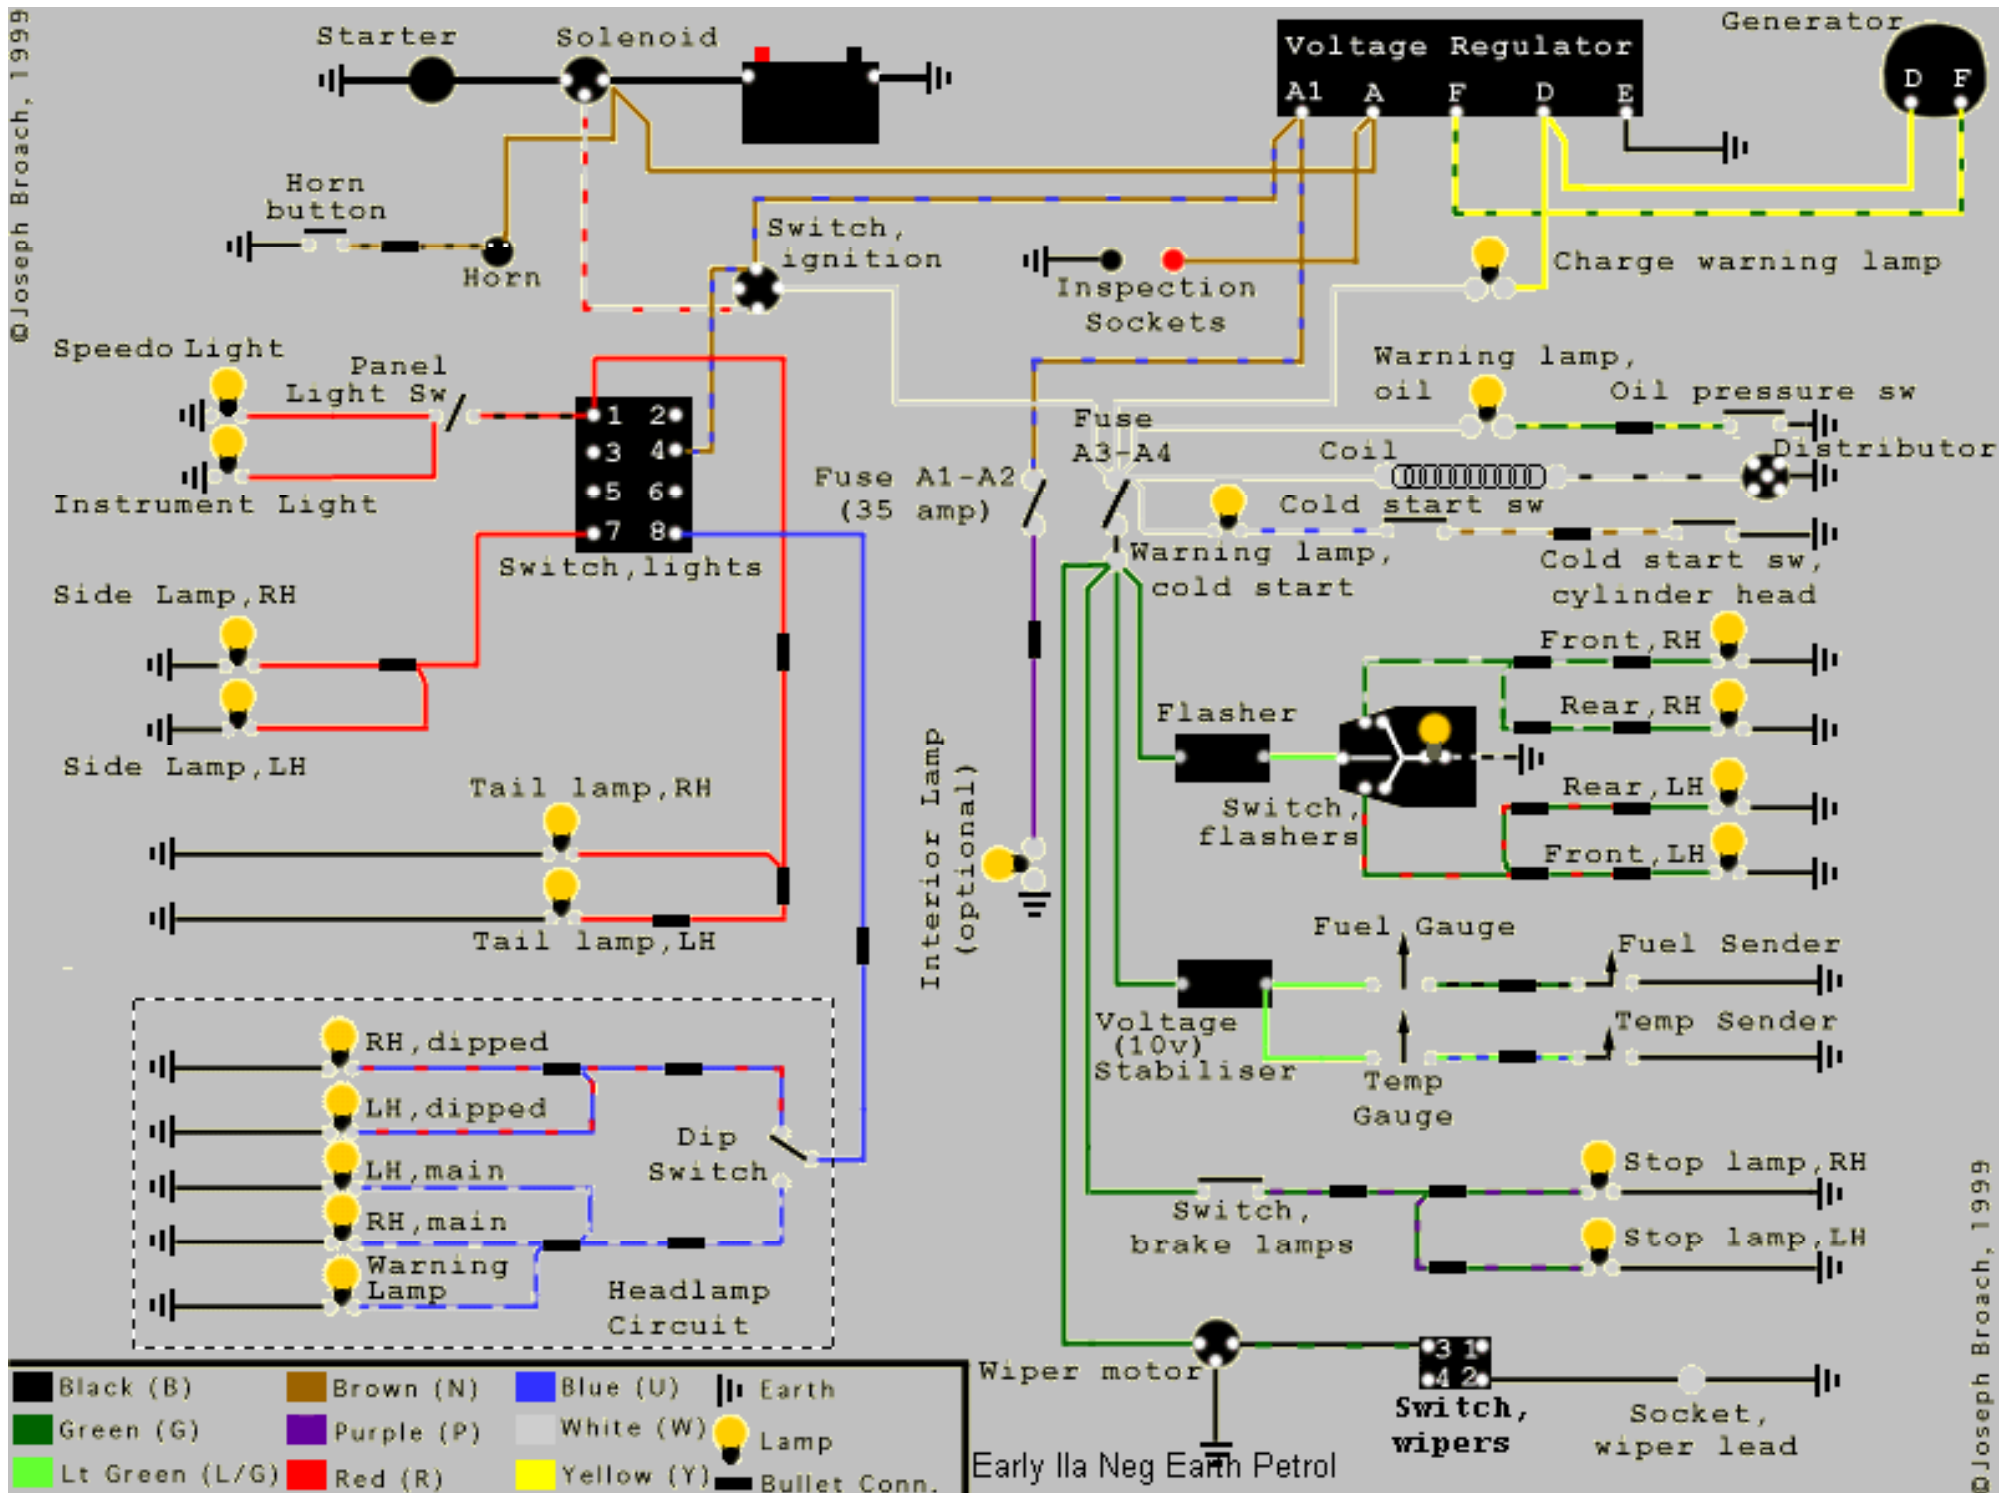 ©Joseph Broach, 1999
Starter
Solenoid
Voltage Regulator
A1 A F D E
Generator
D F
Horn
button
Horn
Switch,
ignition
Inspection
Sockets
Charge warning lamp
Speedo Light
Panel
Light Sw
Instrument Light
1 2
3 4
5 6
7 8
Switch,lights
Warning lamp,
oil
Oil pressure sw
Fuse
A3-A4
Coil
Distributor
Fuse A1-A2
(35 amp)
Cold start sw
Warning lamp,
cold start
Cold start sw,
cylinder head
Side Lamp,RH
Side Lamp,LH
Front,RH
Rear,RH
Flasher
Switch,
flashers
Rear,LH
Front,LH
Tail lamp,RH
Tail lamp,LH
Interior Lamp
(optional)
Fuel Gauge
Fuel Sender
Voltage
(10v)
Stabiliser
Temp Sender
Temp
Gauge
RH,dipped
LH,dipped
LH,main
RH,main
Warning
Lamp
Dip
Switch
Headlamp
Circuit
Switch,
brake lamps
Stop lamp,RH
Stop lamp,LH
Wiper motor
3 1
4 2
Switch,
wipers
Socket,
wiper lead
Black (B)
Brown (N)
Blue (U)
Earth
Green (G)
Purple (P)
White (W)
Lamp
Lt Green (L/G)
Red (R)
Yellow (Y)
Bullet Conn.
Early IIa Neg Earth Petrol
©Joseph Broach, 1999